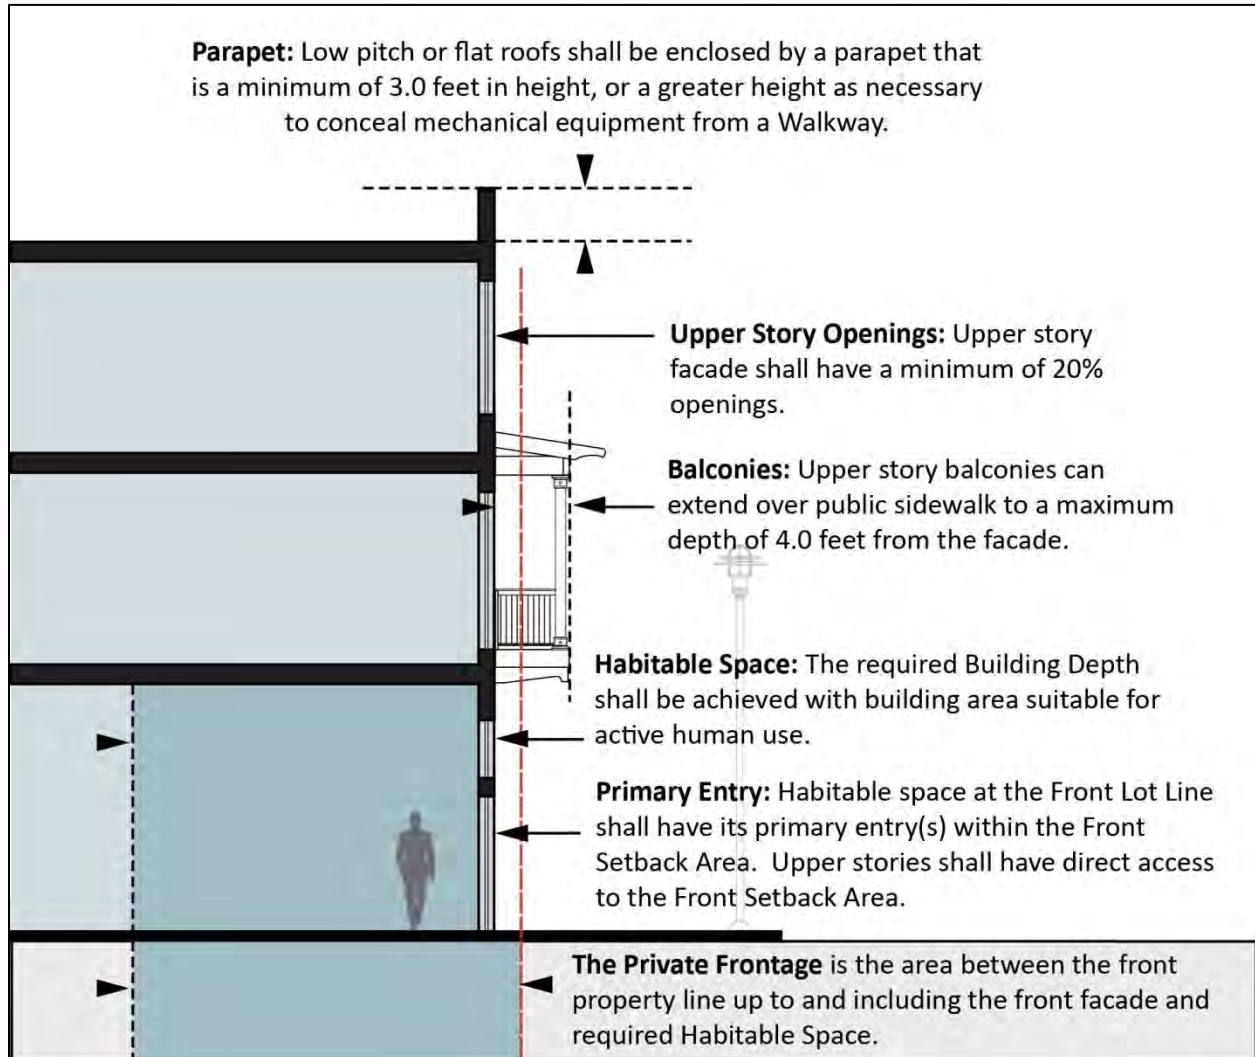 Parapet: Low pitch or flat roofs shall be enclosed by a parapet that
is a minimum of 3.0 feet in height, or a greater height as necessary
to conceal mechanical equipment from a Walkway.
Upper Story Openings: Upper story
facade shall have a minimum of 20%
openings.
Balconies: Upper story balconies can
extend over public sidewalk to a maximum
depth of 4.0 feet from the facade.
Habitable Space: The required Building Depth
shall be achieved with building area suitable for
active human use.
Primary Entry: Habitable space at the Front Lot Line
shall have its primary entry(s) within the Front
Setback Area. Upper stories shall have direct access
to the Front Setback Area.
The Private Frontage is the area between the front
property line up to and including the front facade and
required Habitable Space.